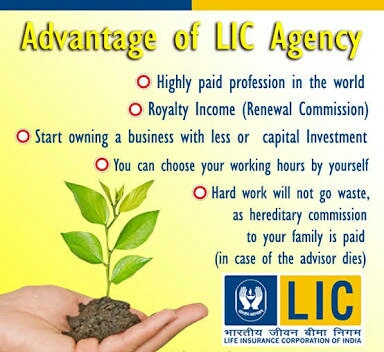 Advantage of LIC Agency
Highly paid profession in the world
Royalty Income (Renewal Commission)
Start owning a business with less or capital Investment
You can choose your working hours by yourself
Hard work will not go waste,
as hereditary commission
to your family is paid
(in case of the advisor dies)
LIC
भारतीय जीवन बीमा निगम
LIFE INSURANCE CORPORATION OF INDIA